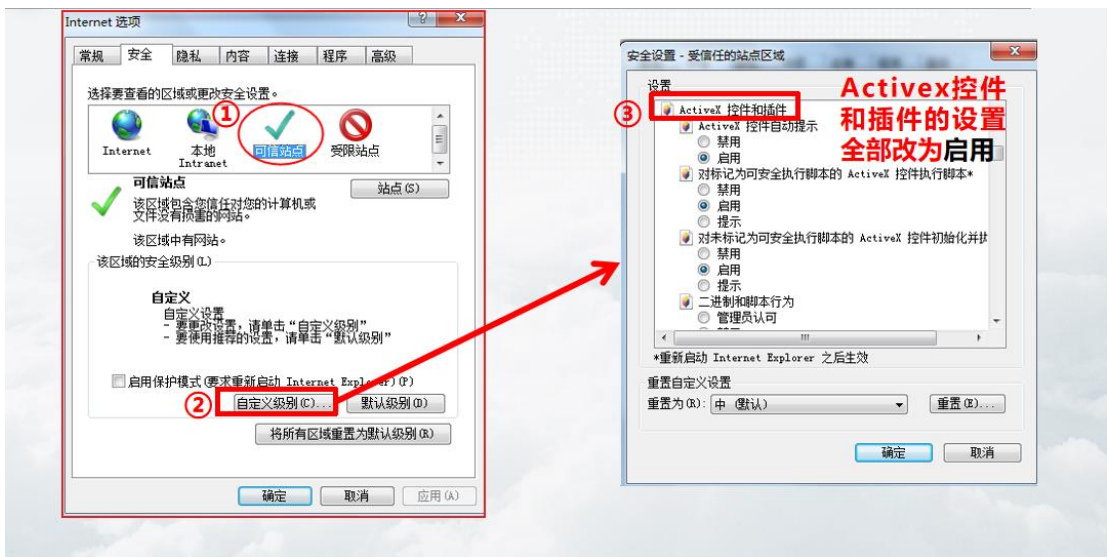 Internet 选项
常规 安全 隐私 内容 连接 程序 高级
选择要查看的区域或更改安全设置。
①
Internet 本地 Intranet 可信站点 受限站点
可信站点
站点(S)
该区域包含您信任对您的计算机或
文件没有损害的网站。
该区域中有网站。
该区域的安全级别(L)
自定义
自定义设置
- 要更改设置，请单击“自定义级别”
- 要使用推荐的设置，请单击“默认级别”
启用保护模式(要求重新启动 Internet Explorer)(P)
②
自定义级别(C)... 默认级别(D)
将所有区域重置为默认级别(R)
确定 取消 应用(A)
安全设置 - 受信任的站点区域
设置
③
ActiveX 控件和插件
ActiveX 控件自动提示
禁用
启用
对标记为可安全执行脚本的 ActiveX 控件执行脚本*
禁用
启用
提示
对未标记为可安全执行脚本的 ActiveX 控件初始化并执
禁用
启用
提示
二进制和脚本行为
管理员认可
*重新启动 Internet Explorer 之后生效
重置自定义设置
重置为(R): 中 (默认) 重置(E)...
确定 取消
Activex控件
和插件的设置
全部改为启用